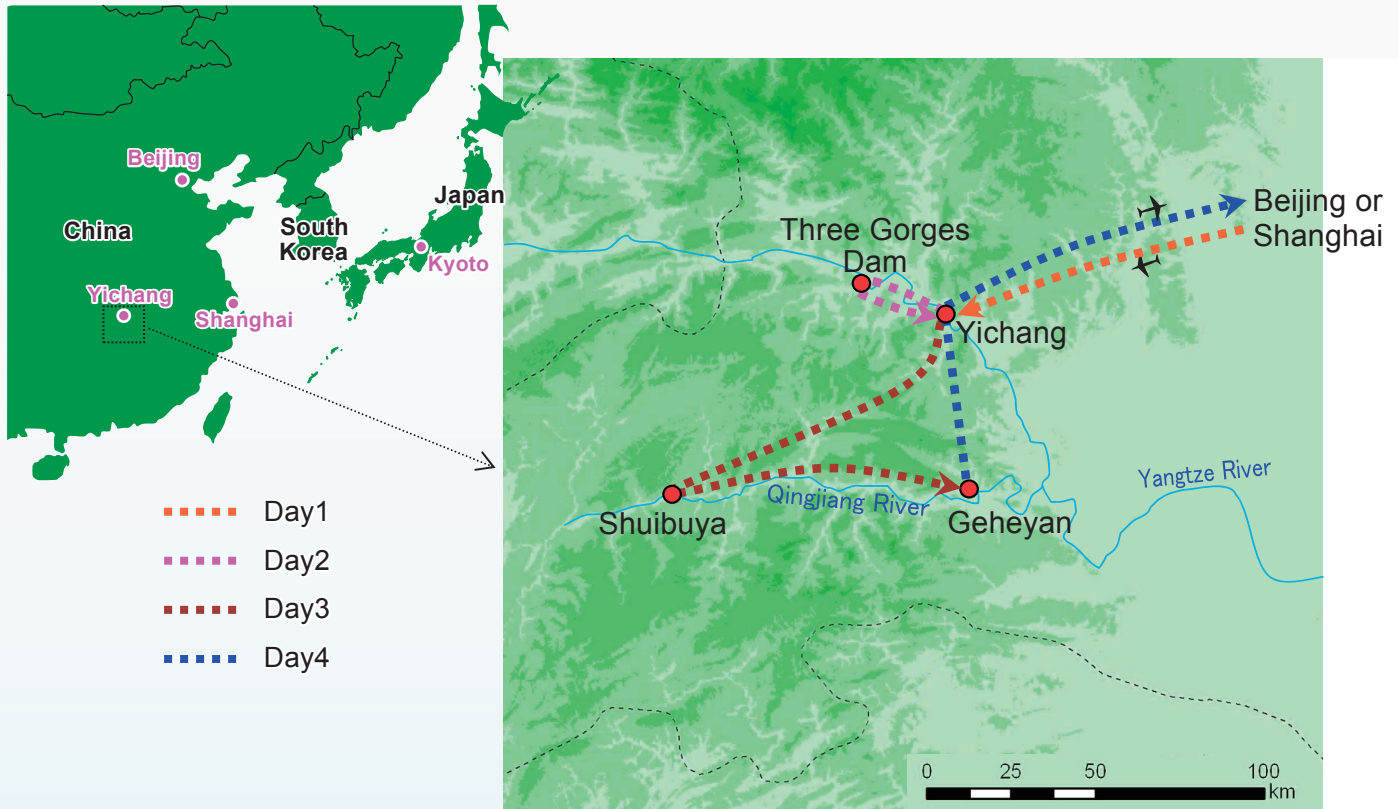 Beijing
China
South
Korea
Japan
Kyoto
Yichang
Shanghai
Day1
Day2
Day3
Day4
Three Gorges
Dam
Beijing or
Shanghai
Yichang
Shuibuya
Qingjiang River
Geheyan
Yangtze River
0 25 50 100
km